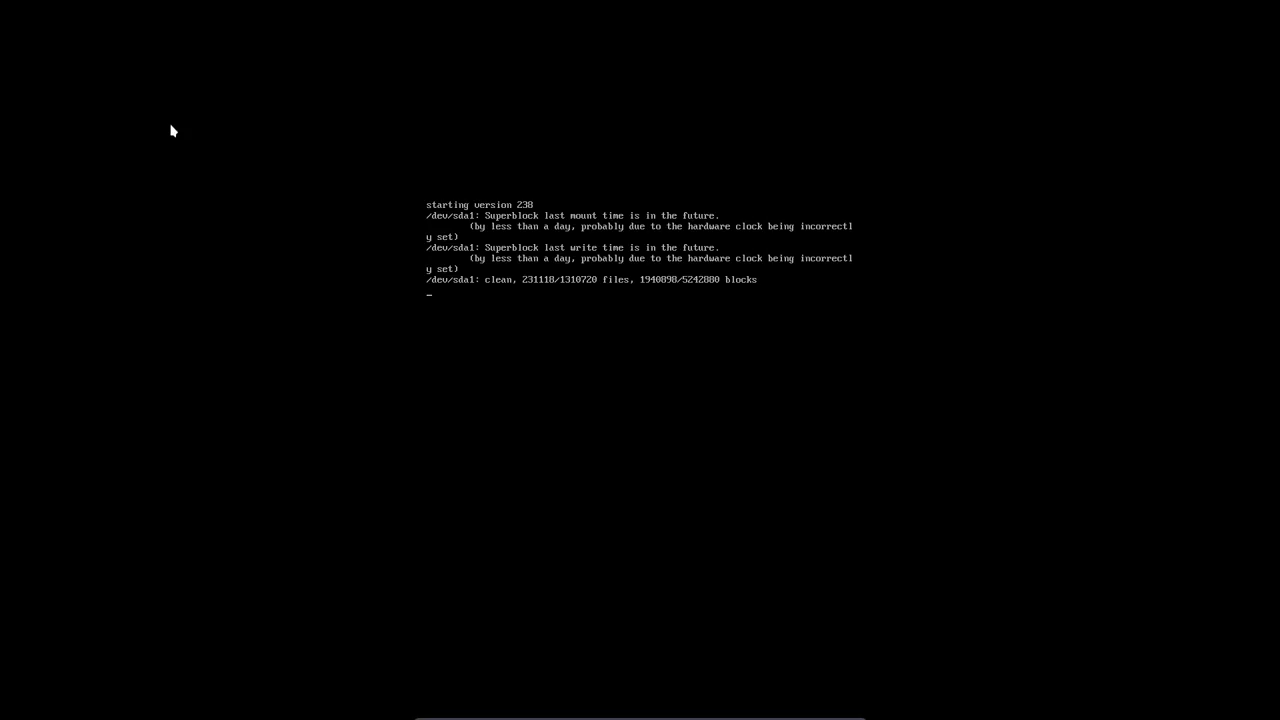 starting version 238
/dev/sda1: Superblock last mount time is in the future.
(by less than a day, probably due to the hardware clock being incorrectl
y set)
/dev/sda1: Superblock last write time is in the future.
(by less than a day, probably due to the hardware clock being incorrectl
y set)
/dev/sda1: clean, 231118/1310720 files, 1940898/5242880 blocks
_